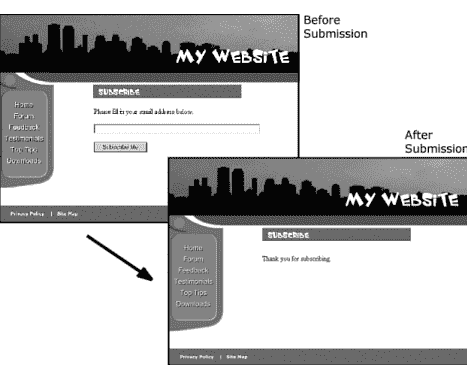 Before
Submission
My Website
SUBSCRIBE
Please fill in your email address below.
Subscribe Me
Home
Forum
Feedback
Testimonials
Top Tips
Downloads
Privacy Policy | Site Map
After
Submission
My Website
SUBSCRIBE
Thank you for subscribing.
Home
Forum
Feedback
Testimonials
Top Tips
Downloads
Privacy Policy | Site Map